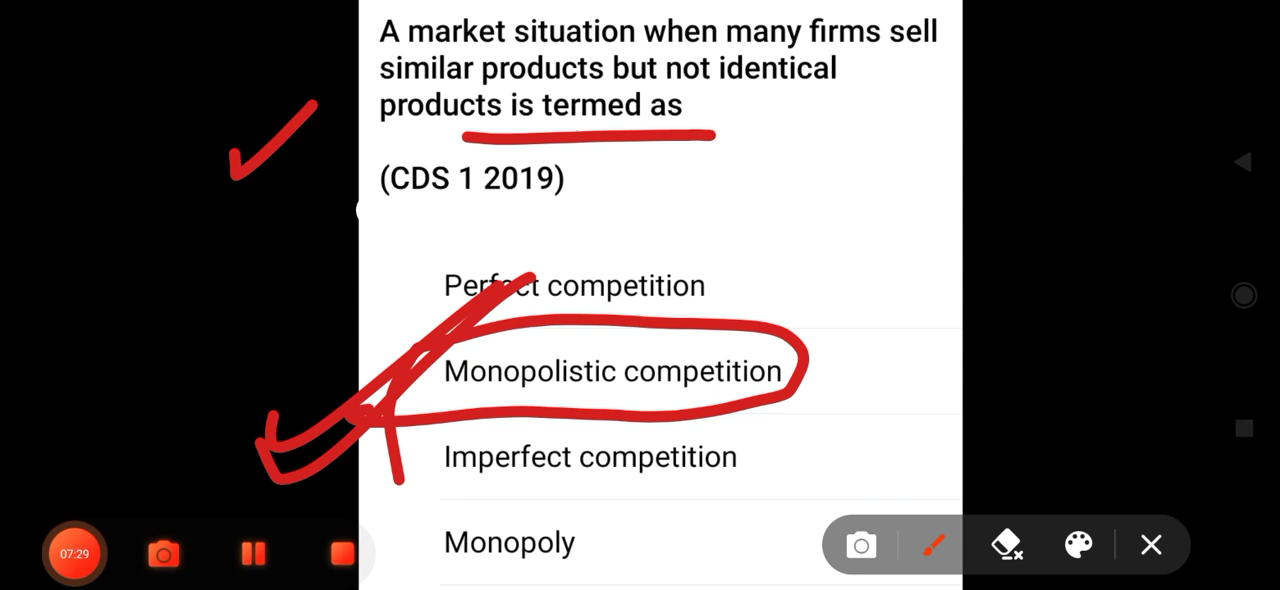 A market situation when many firms sell
similar products but not identical
products is termed as
(CDS 1 2019)
Perfect competition
Monopolistic competition
Imperfect competition
Monopoly
07:29